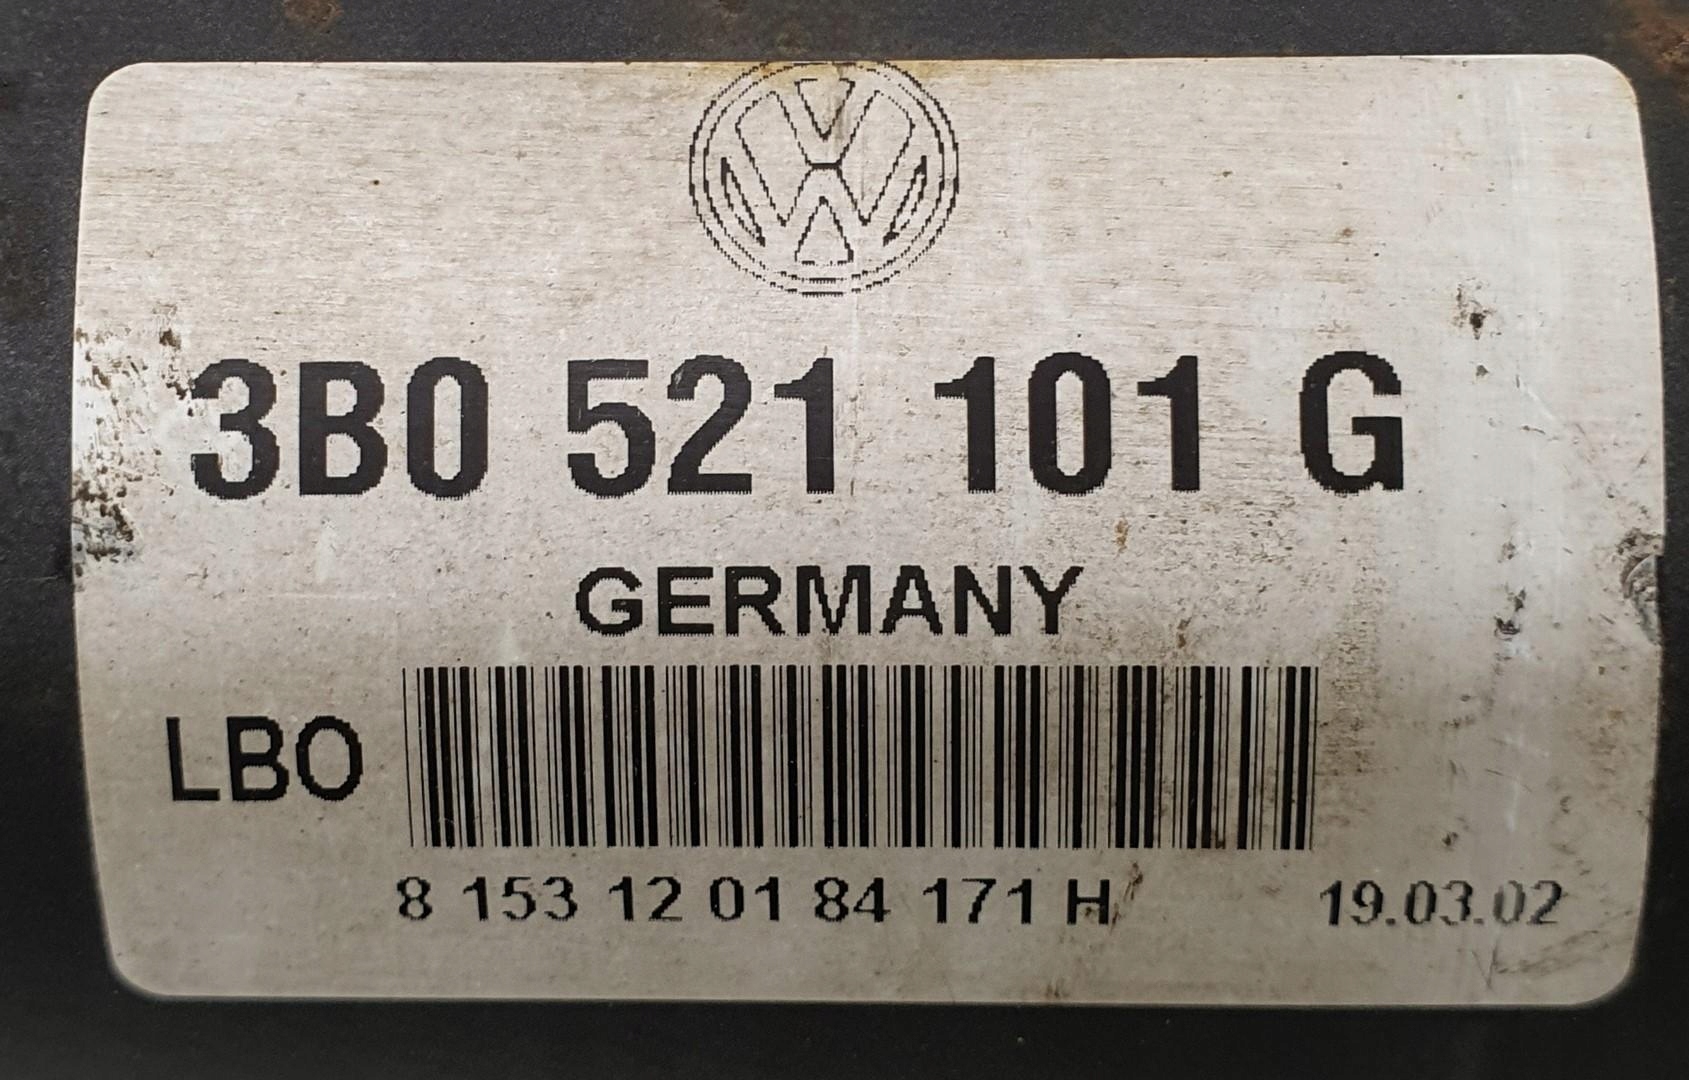 3B0 521 101 G
GERMANY
LBO
8 153 12 01 84 171 H 19.03.02